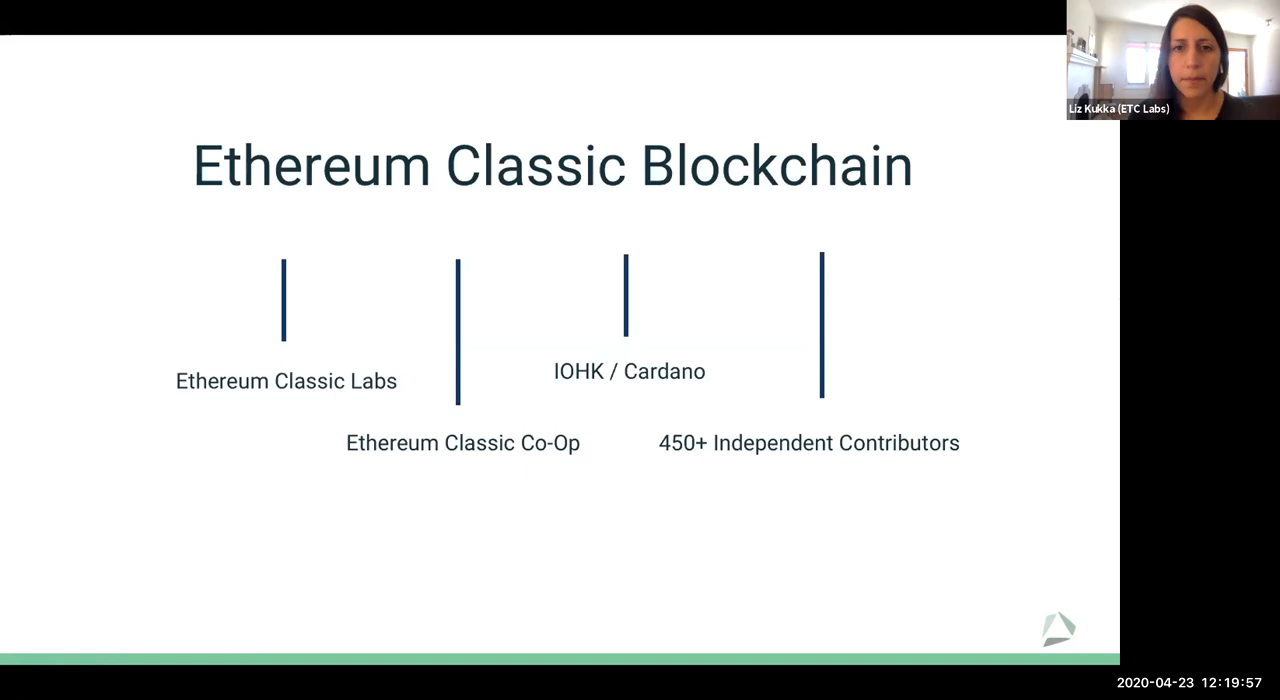 Liz Kukka (ETC Labs)
Ethereum Classic Blockchain
Ethereum Classic Labs
IOHK / Cardano
Ethereum Classic Co-Op
450+ Independent Contributors
2020-04-23 12:19:57